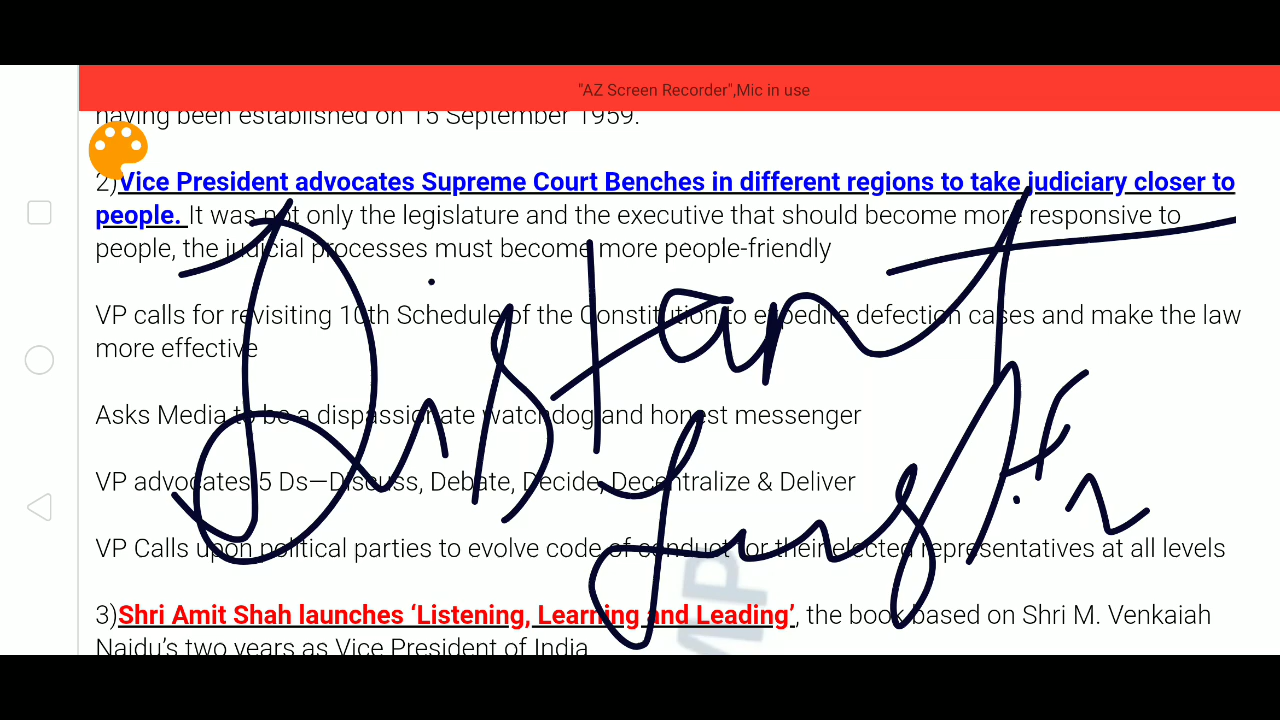 "AZ Screen Recorder",Mic in use
having been established on 15 September 1959.
2)Vice President advocates Supreme Court Benches in different regions to take judiciary closer to
people. It was not only the legislature and the executive that should become more responsive to
people, the judicial processes must become more people-friendly
VP calls for revisiting 10th Schedule of the Constitution to expedite defection cases and make the law
more effective
Asks Media to be a dispassionate watchdog and honest messenger
VP advocates 5 Ds—Discuss, Debate, Decide, Decentralize & Deliver
VP Calls upon political parties to evolve code of conduct for their elected representatives at all levels
3)Shri Amit Shah launches ‘Listening, Learning and Leading’, the book based on Shri M. Venkaiah
Naidu’s two years as Vice President of India
Distant
Justice